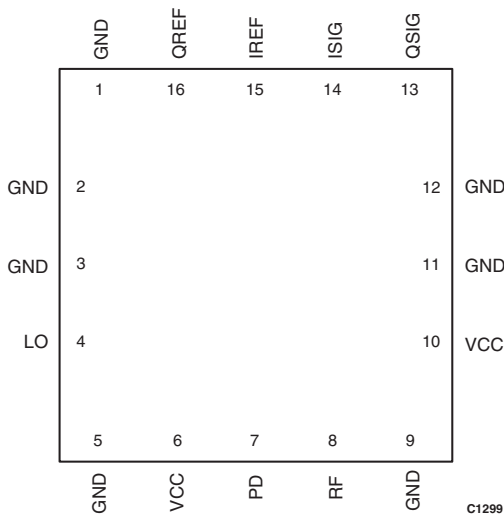 GND QREF IREF ISIG QSIG
1 16 15 14 13
GND 2 12 GND
GND 3 11 GND
LO 4 10 VCC
5 6 7 8 9
GND VCC PD RF GND
C1299